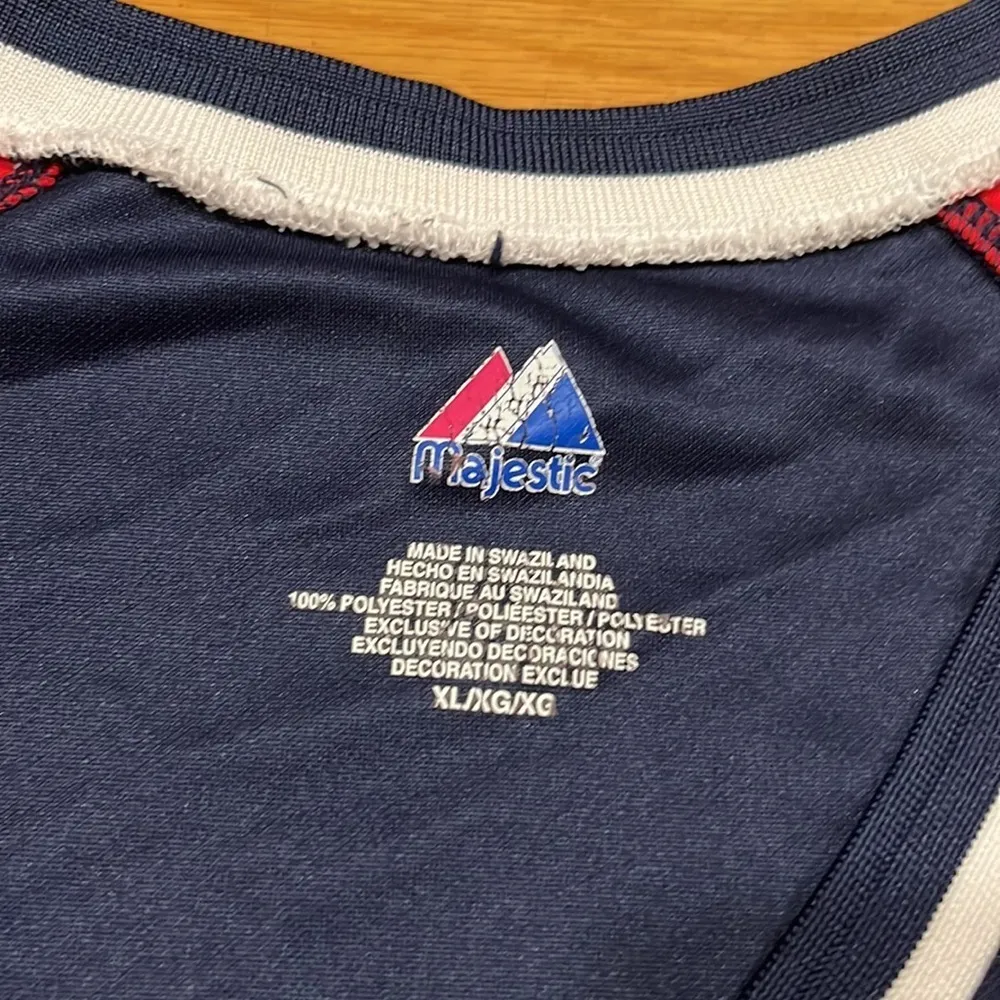 Majestic
MADE IN SWAZILAND
HECHO EN SWAZILANDIA
FABRIQUE AU SWAZILAND
100% POLYESTER / POLIÉESTER / POLYESTER
EXCLUSIVE OF DECORATION
EXCLUYENDO DECORACIONES
DECORATION EXCLUE
XL/XG/XG